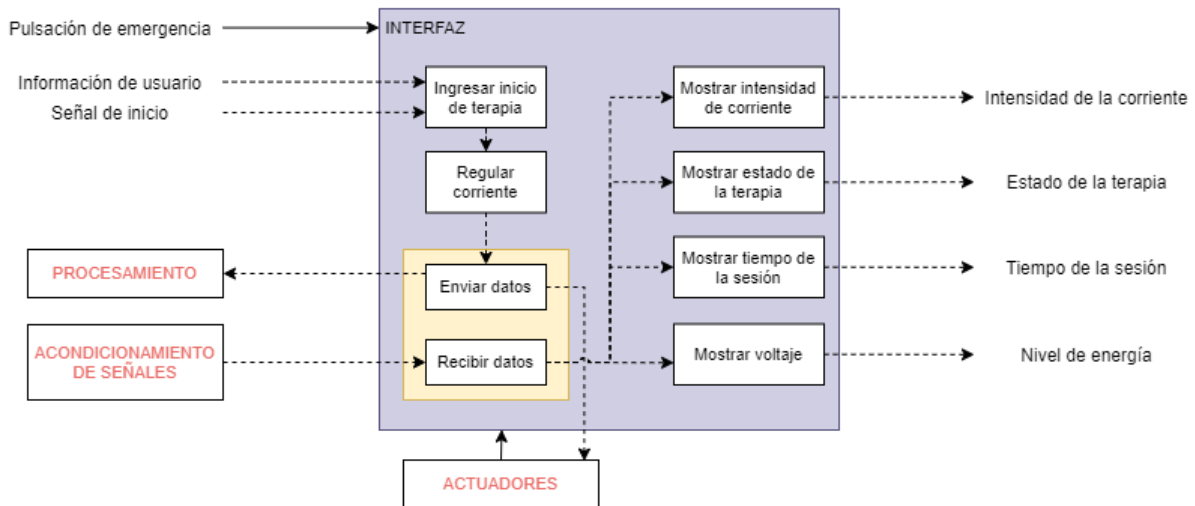 Pulsación de emergencia
INTERFAZ
Información de usuario
Señal de inicio
Ingresar inicio
de terapia
Regular
corriente
Enviar datos
Recibir datos
PROCESAMIENTO
ACONDICIONAMIENTO
DE SEÑALES
ACTUADORES
Mostrar intensidad
de corriente
Mostrar estado de
la terapia
Mostrar tiempo de
la sesión
Mostrar voltaje
Intensidad de la corriente
Estado de la terapia
Tiempo de la sesión
Nivel de energía